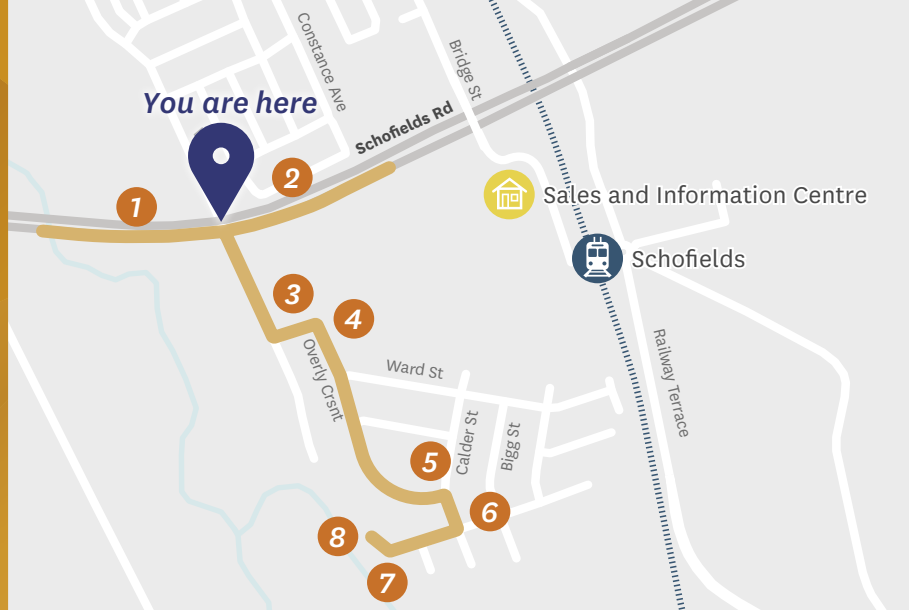 Constance Ave
Bridge St
You are here
Schofields Rd
2
1
Sales and Information Centre
Schofields
3
4
Overly Crsnt
Ward St
Railway Terrace
Calder St
Bigg St
5
6
8
7